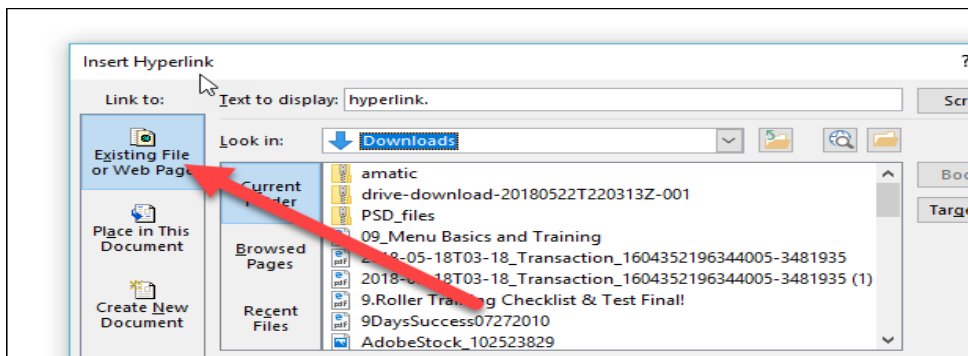 Insert Hyperlink
?
Link to:
Text to display: hyperlink.
Scr
Existing File
or Web Page
Look in: Downloads
Current
Folder
amatic
drive-download-20180522T220313Z-001
PSD_files
09_Menu Basics and Training
2018-05-18T03-18_Transaction_1604352196344005-3481935
2018-05-18T03-18_Transaction_1604352196344005-3481935 (1)
9.Roller Training Checklist & Test Final!
9DaysSuccess07272010
AdobeStock_102523829
Boo
Targe
Place in This
Document
Browsed
Pages
Create New
Document
Recent
Files